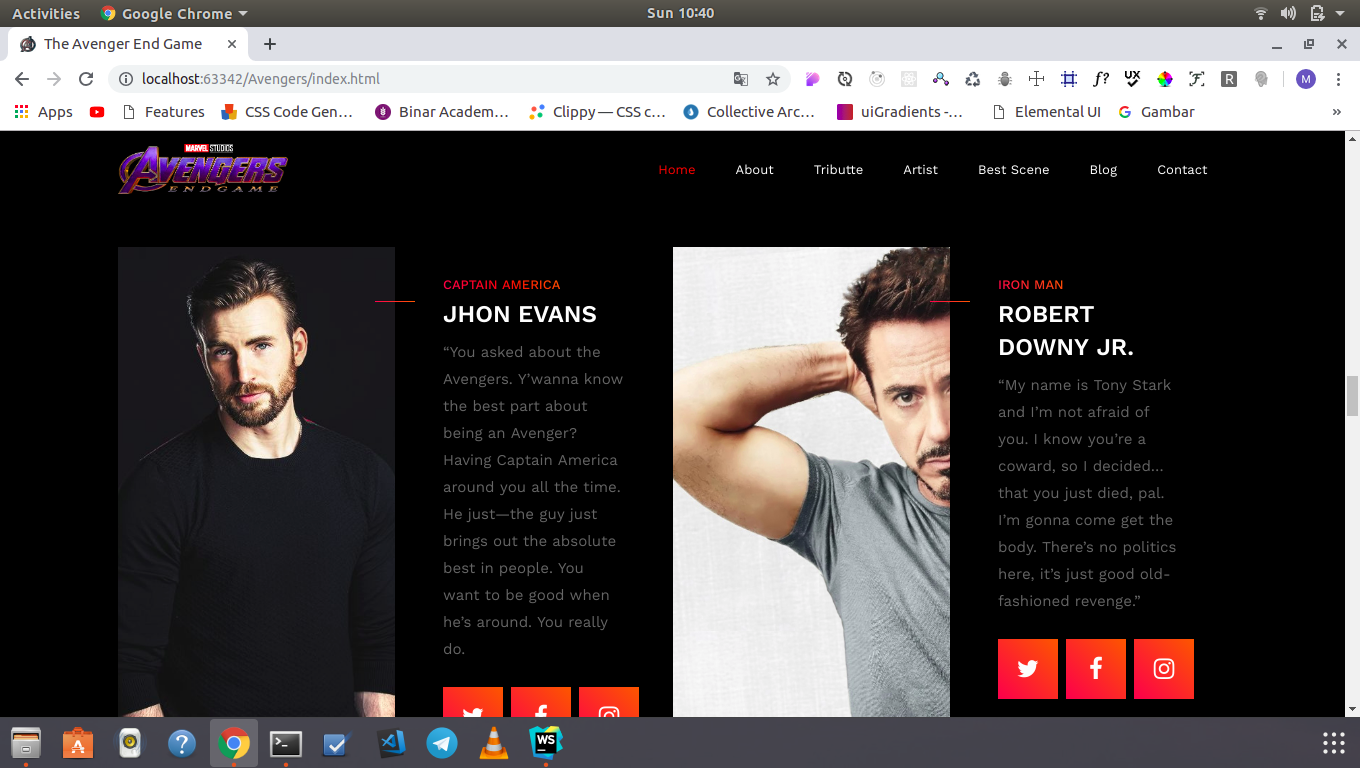 Activities
Google Chrome
Sun 10:40
The Avenger End Game
localhost:63342/Avengers/index.html
f?
UX
R
M
Apps
Features
CSS Code Gen…
Binar Academ…
Clippy — CSS c…
Collective Arc…
uiGradients -…
Elemental UI
Gambar
»
MARVEL STUDIOS
AVENGERS
ENDGAME
Home
About
Tributte
Artist
Best Scene
Blog
Contact
CAPTAIN AMERICA
JHON EVANS
“You asked about the
Avengers. Y’wanna know
the best part about
being an Avenger?
Having Captain America
around you all the time.
He just—the guy just
brings out the absolute
best in people. You
want to be good when
he’s around. You really
do.
IRON MAN
ROBERT
DOWNY JR.
“My name is Tony Stark
and I’m not afraid of
you. I know you’re a
coward, so I decided…
that you just died, pal.
I’m gonna come get the
body. There’s no politics
here, it’s just good old-
fashioned revenge.”
WS